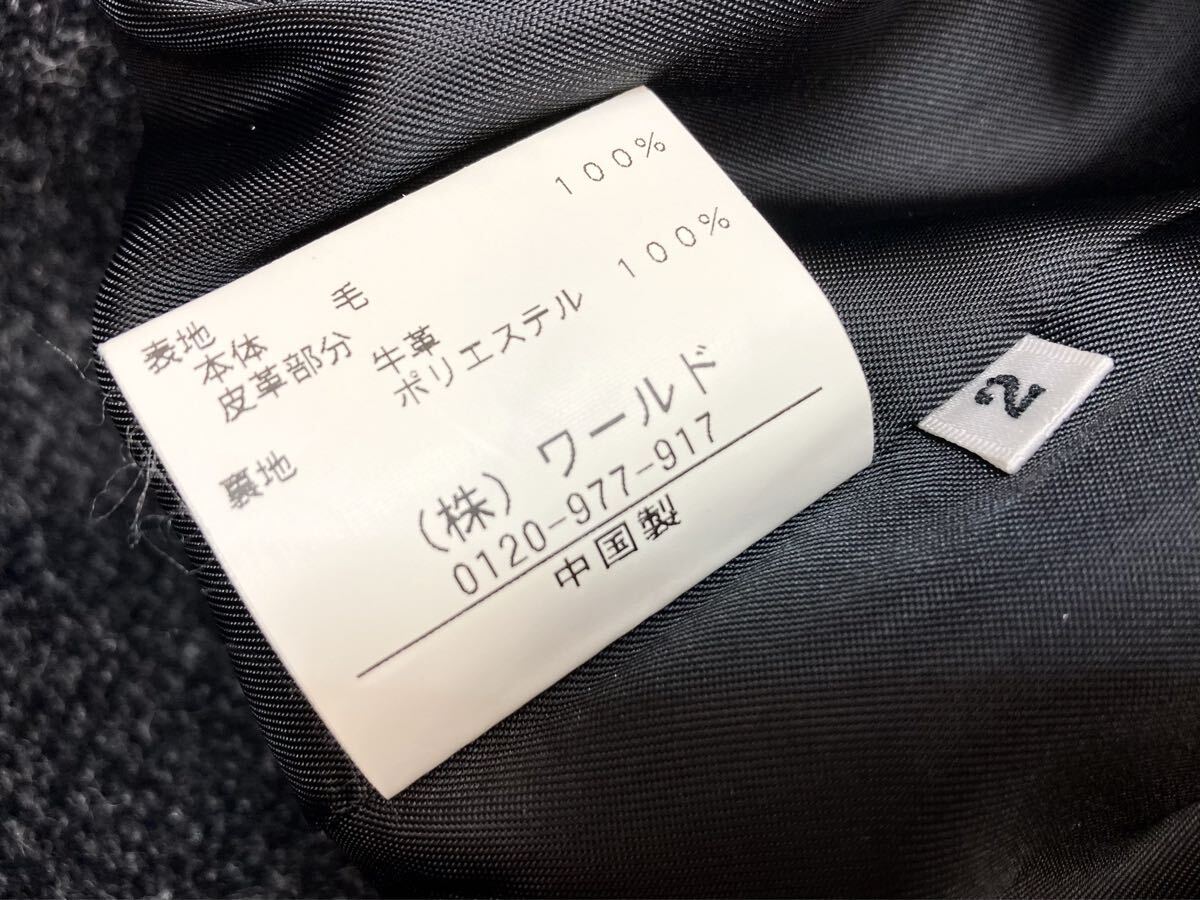 表地
本体 毛 100%
皮革部分 牛革
裏地 ポリエステル 100%
(株) ワールド
0120-977-917
中国製
2